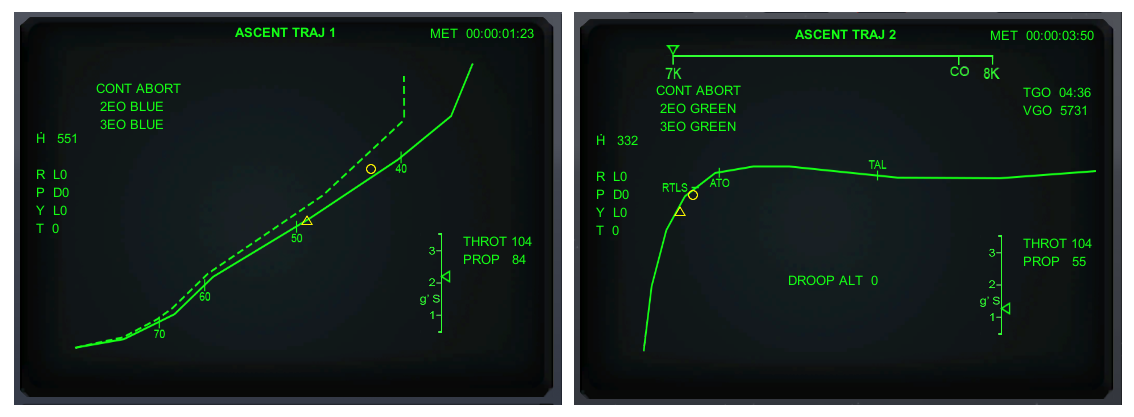 ASCENT TRAJ 1
MET 00:00:01:23
CONT ABORT
2EO BLUE
3EO BLUE
Ḣ 551
R L0
P D0
Y L0
T 0
40
50
60
70
THROT 104
PROP 84
3
2
g' S
1
ASCENT TRAJ 2
MET 00:00:03:50
7K
CO
8K
CONT ABORT
2EO GREEN
3EO GREEN
TGO 04:36
VGO 5731
Ḣ 332
R L0
P D0
Y L0
T 0
RTLS
ATO
TAL
THROT 104
PROP 55
DROOP ALT 0
3
2
g' S
1